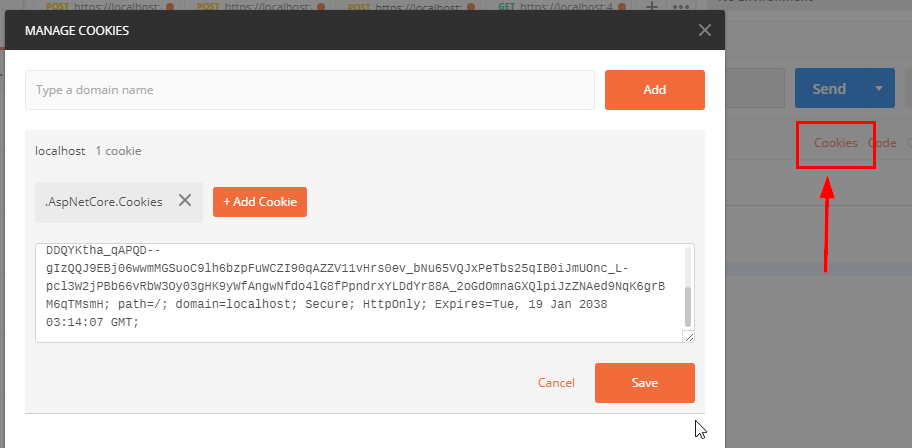 POST https://localhost: POST https://localhost: POST https://localhost: GET https://localhost:4
MANAGE COOKIES
Type a domain name
Add
Send
Cookies Code
localhost 1 cookie
.AspNetCore.Cookies
+ Add Cookie
DDQYKtha_qAPQD--
gIzQQJ9EBj06wwmMGSuoC9lh6bzpFuWCZI90qAZZV11vHrs0ev_bNu65VQJxPeTbs25qIB0iJmUOnc_L-
pcl3W2jPBb66vRbW3Oy03gHK9yWfAngwNfdo4lG8fPpndrxYLDdYr88A_2oGdOmnaGXQlpiJzZNAed9NqK6grB
M6qTMsmH; path=/; domain=localhost; Secure; HttpOnly; Expires=Tue, 19 Jan 2038
03:14:07 GMT;
Cancel
Save